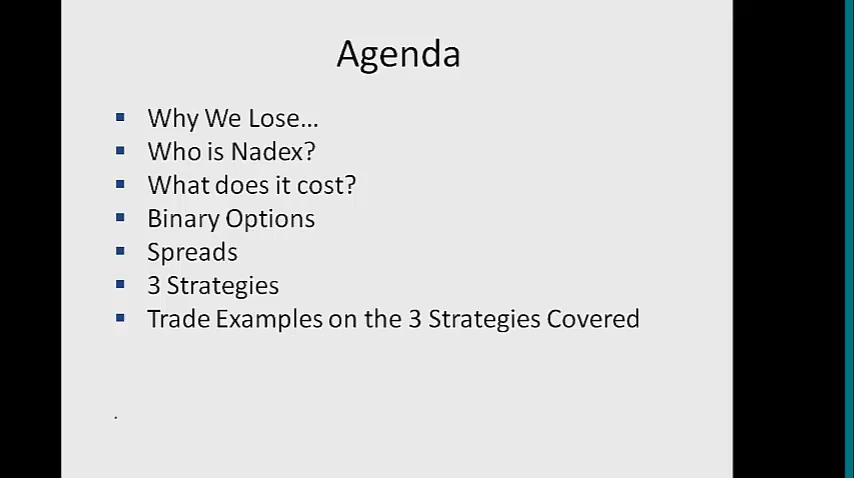 Agenda
▪ Why We Lose...
▪ Who is Nadex?
▪ What does it cost?
▪ Binary Options
▪ Spreads
▪ 3 Strategies
▪ Trade Examples on the 3 Strategies Covered
.